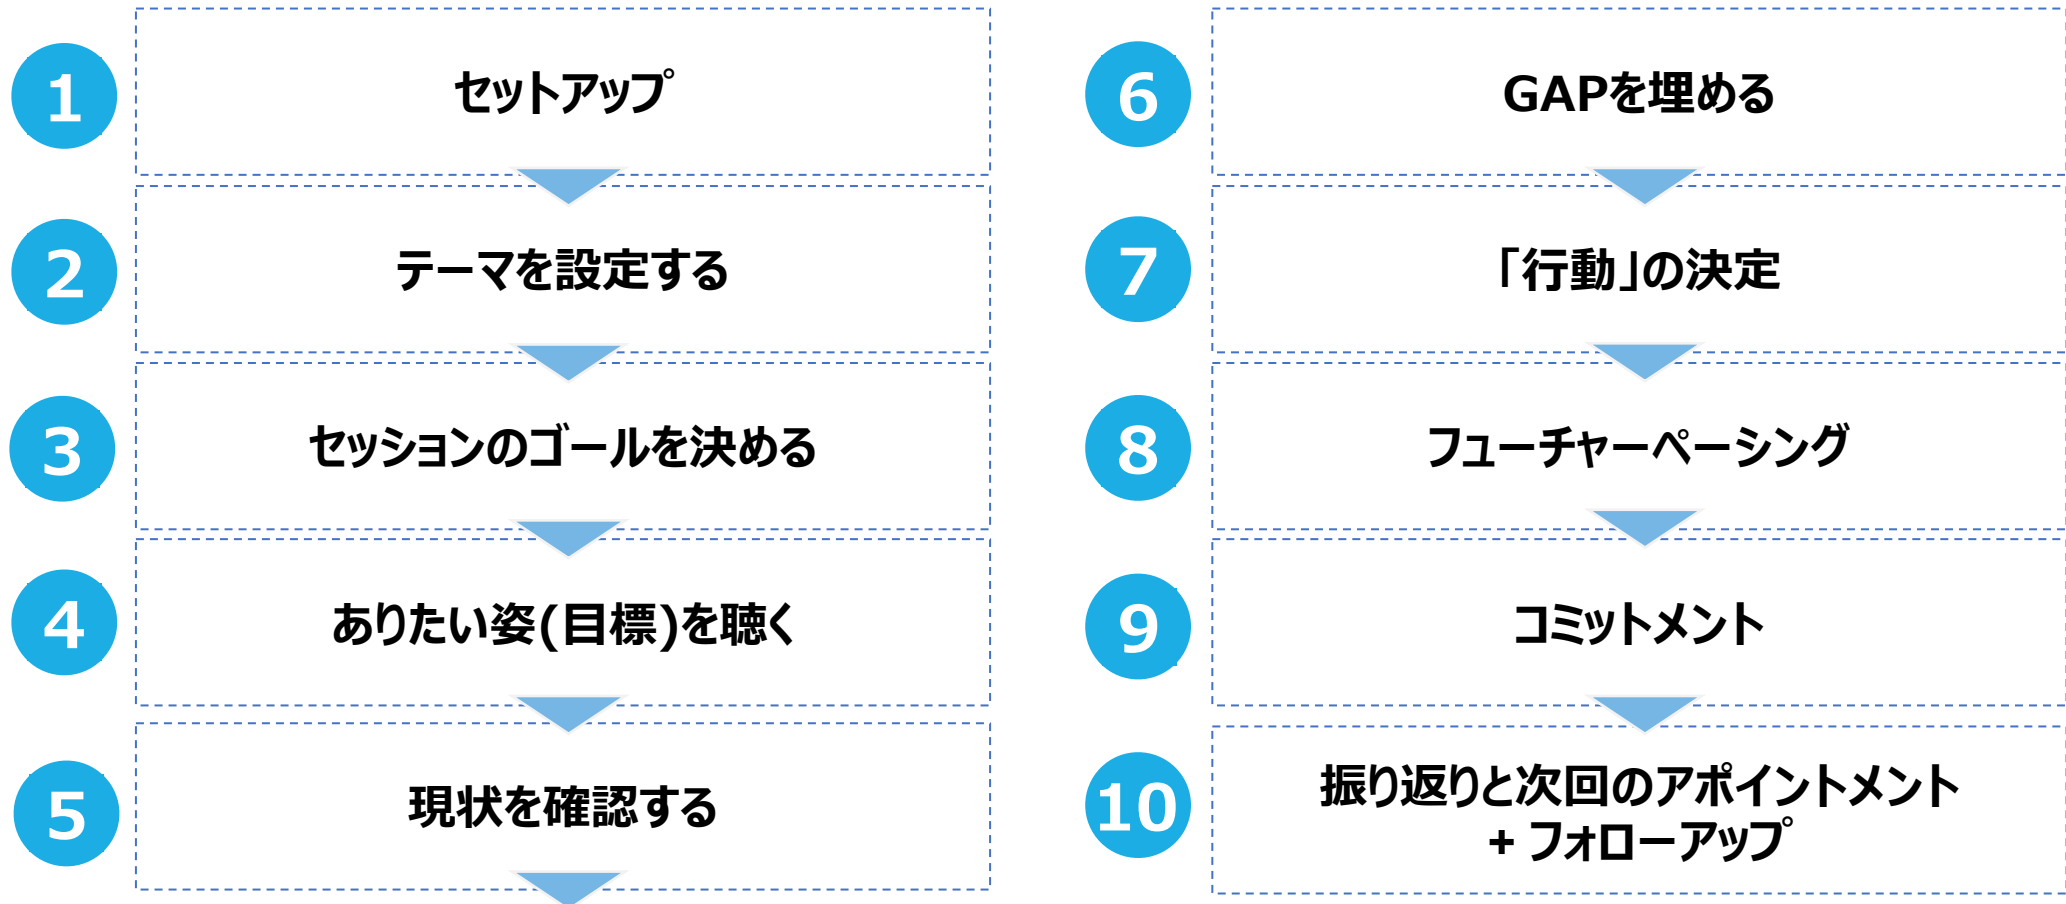 1
セットアップ
2
テーマを設定する
3
セッションのゴールを決める
4
ありたい姿(目標)を聴く
5
現状を確認する
6
GAPを埋める
7
「行動」の決定
8
フューチャーペーシング
9
コミットメント
10
振り返りと次回のアポイントメント
+ フォローアップ